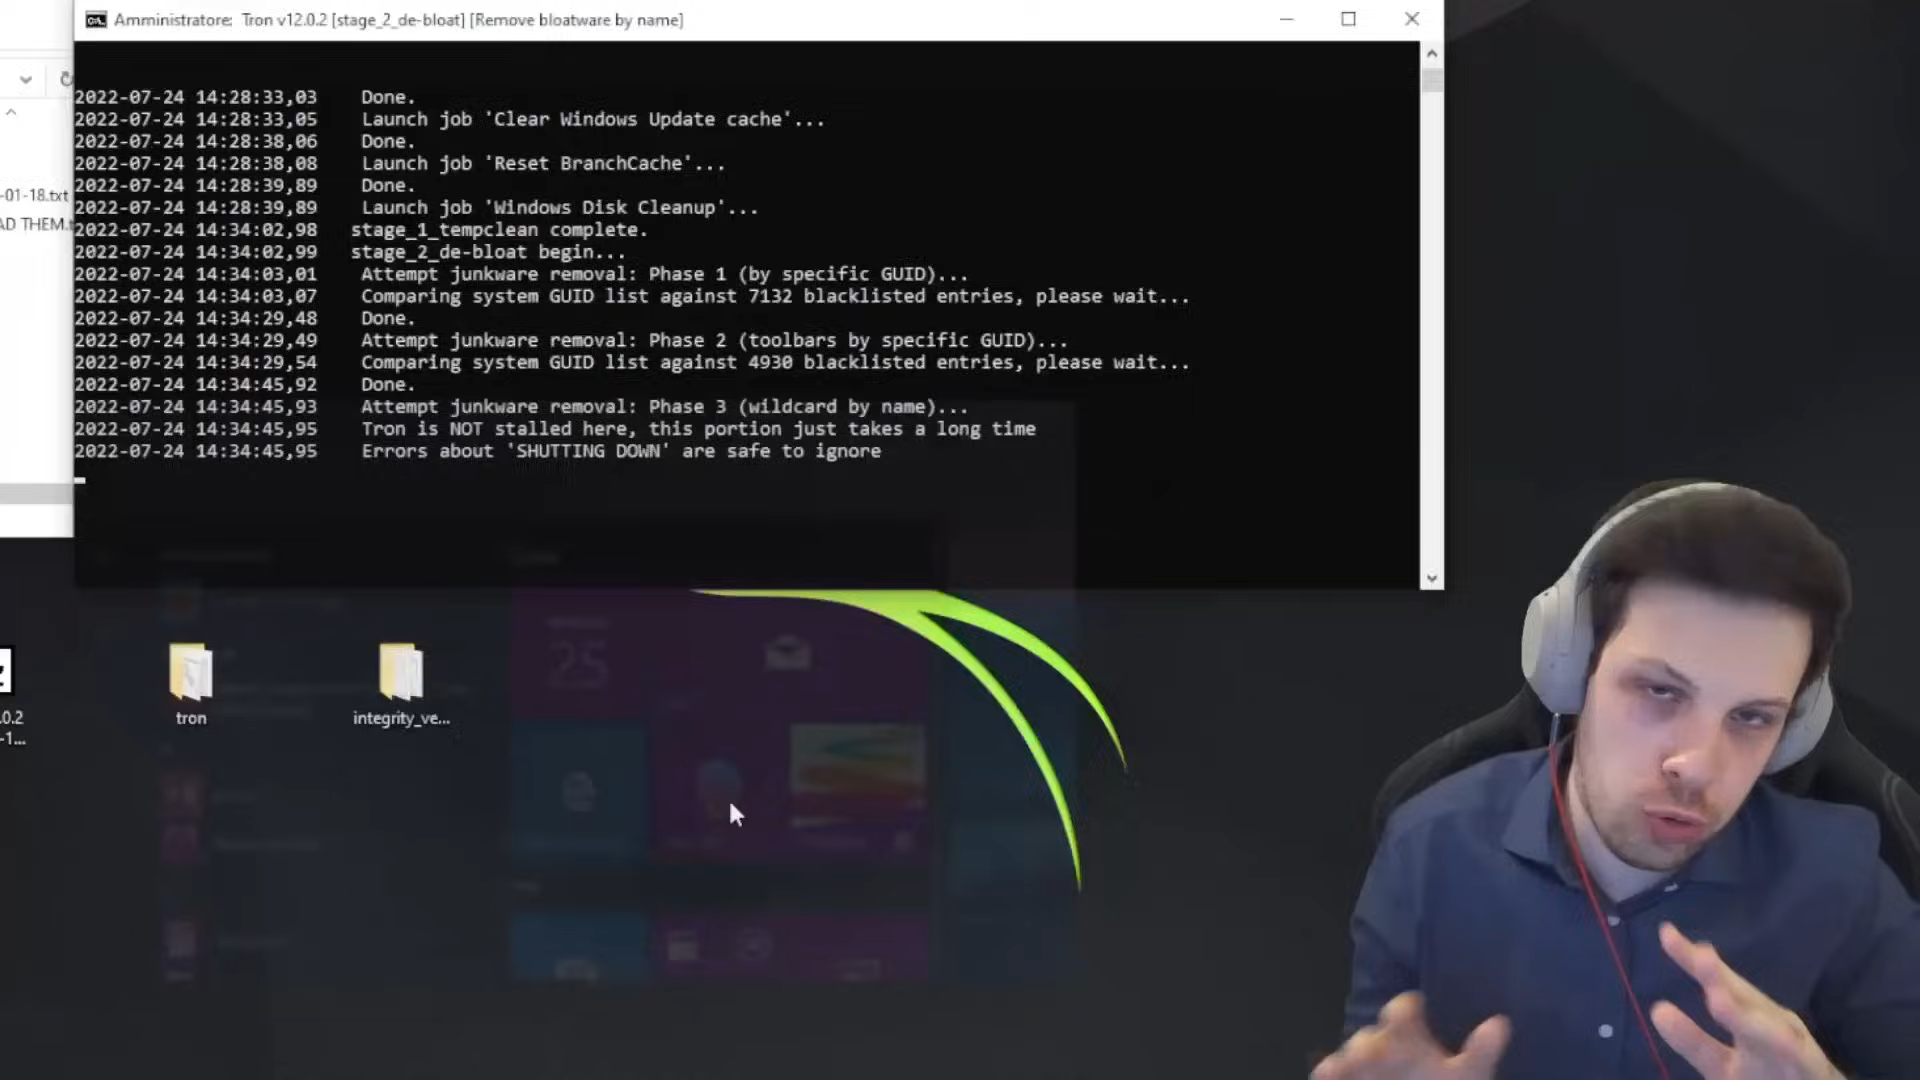 Amministratore: Tron v12.0.2 [stage_2_de-bloat] [Remove bloatware by name]
2022-07-24 14:28:33,03 Done.
2022-07-24 14:28:33,05 Launch job 'Clear Windows Update cache'...
2022-07-24 14:28:38,06 Done.
2022-07-24 14:28:38,08 Launch job 'Reset BranchCache'...
2022-07-24 14:28:39,89 Done.
2022-07-24 14:28:39,89 Launch job 'Windows Disk Cleanup'...
2022-07-24 14:34:02,98 stage_1_tempclean complete.
2022-07-24 14:34:02,99 stage_2_de-bloat begin...
2022-07-24 14:34:03,01 Attempt junkware removal: Phase 1 (by specific GUID)...
2022-07-24 14:34:03,07 Comparing system GUID list against 7132 blacklisted entries, please wait...
2022-07-24 14:34:29,48 Done.
2022-07-24 14:34:29,49 Attempt junkware removal: Phase 2 (toolbars by specific GUID)...
2022-07-24 14:34:29,54 Comparing system GUID list against 4930 blacklisted entries, please wait...
2022-07-24 14:34:45,92 Done.
2022-07-24 14:34:45,93 Attempt junkware removal: Phase 3 (wildcard by name)...
2022-07-24 14:34:45,95 Tron is NOT stalled here, this portion just takes a long time
2022-07-24 14:34:45,95 Errors about 'SHUTTING DOWN' are safe to ignore
-01-18.txt
AD THEM.t
25
.0.2
-1...
tron
integrity_ve...